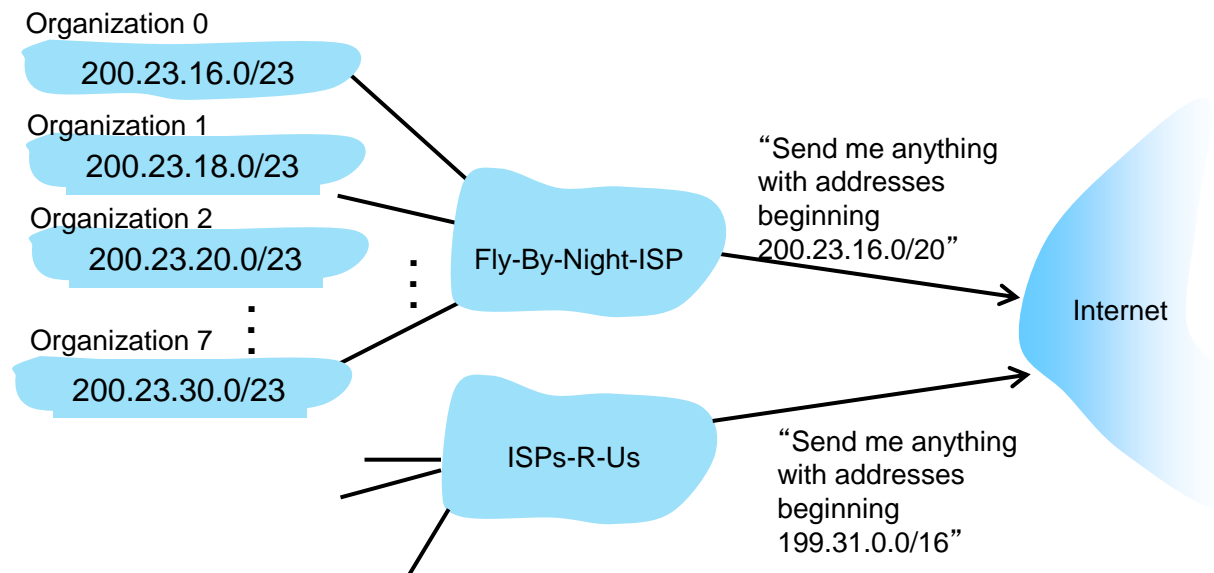 Organization 0
200.23.16.0/23
Organization 1
200.23.18.0/23
Organization 2
200.23.20.0/23
Organization 7
200.23.30.0/23
Fly-By-Night-ISP
“Send me anything
with addresses
beginning
200.23.16.0/20”
Internet
ISPs-R-Us
“Send me anything
with addresses
beginning
199.31.0.0/16”